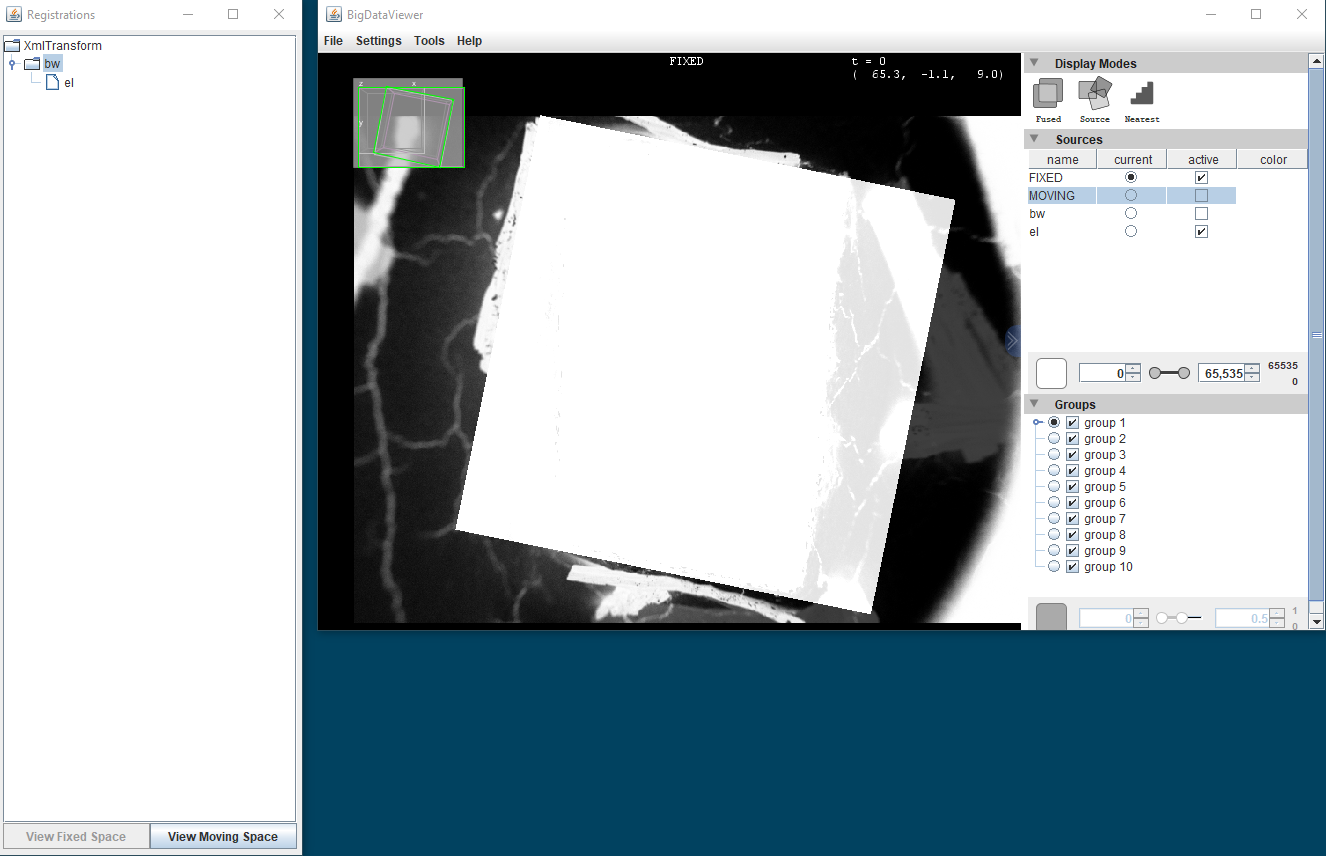 Registrations
XmlTransform
bw
el
View Fixed Space
View Moving Space
BigDataViewer
File Settings Tools Help
FIXED
t = 0
( 65.3, -1.1, 9.0)
z
x
y
Display Modes
Fused Source Nearest
Sources
name current active color
FIXED
MOVING
bw
el
0 65,535 65535
0
Groups
group 1
group 2
group 3
group 4
group 5
group 6
group 7
group 8
group 9
group 10
0 0.5 1
0